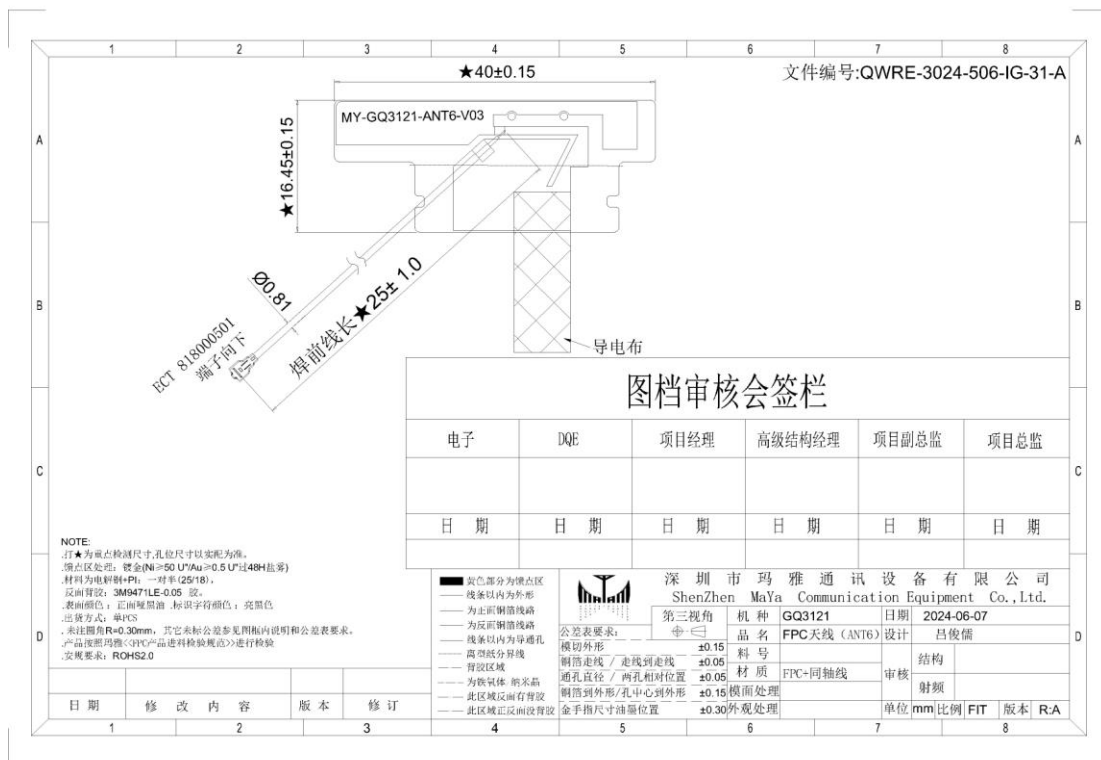 1 2 3 4 5 6 7 8
★40±0.15
文件编号:QWRE-3024-506-IG-31-A
MY-GQ3121-ANT6-V03
A
A
★16.45±0.15
Ø0.81
B
B
焊前线长★25± 1.0
ECT 818000501
端子向下
导电布
图档审核会签栏
电子 DQE 项目经理 高级结构经理 项目副总监 项目总监
C
C
日 期 日 期 日 期 日 期 日 期 日 期
NOTE:
.打★为重点检测尺寸,孔位尺寸以实配为准。
.馈点区处理：镀金(Ni≥50 U"/Au≥0.5 U"过48H盐雾)
.材料为电解铜+PI：一对半(25/18)，
反面背胶：3M9471LE-0.05 胶。
.表面颜色：正面哑黑油 .标识字符颜色：亮黑色
.出货方式：单PCS
.未注圆角R=0.30mm，其它未标公差参见图框内说明和公差表要求。
.产品按照玛雅<<FPC产品进料检验规范>>进行检验
.安规要求：ROHS2.0
日 期 修 改 内 容 版 本 修 订
黄色部分为馈点区
线条以内为外形
为正面铜箔线路
为反面铜箔线路
线条以内为导通孔
离型纸分界线
背胶区域
为铁氧体 纳米晶
此区域反面有背胶
此区域正反面没背胶
深 圳 市 玛 雅 通 讯 设 备 有 限 公 司
ShenZhen MaYa Communication Equipment Co.,Ltd.
公差表要求:
第三视角
模切外形 ±0.15
铜箔走线 / 走线到走线 ±0.05
通孔直径 / 两孔相对位置 ±0.05
铜箔到外形/孔中心到外形 ±0.15
金手指尺寸油墨位置 ±0.30
机 种 GQ3121 日期 2024-06-07
品 名 FPC天线（ANT6） 设计 吕俊儒
料 号 审核 结构
材 质 FPC+同轴线
模面处理 射频
外观处理 单位 mm 比例 FIT 版本 R:A
D
D
1 2 3 4 5 6 7 8